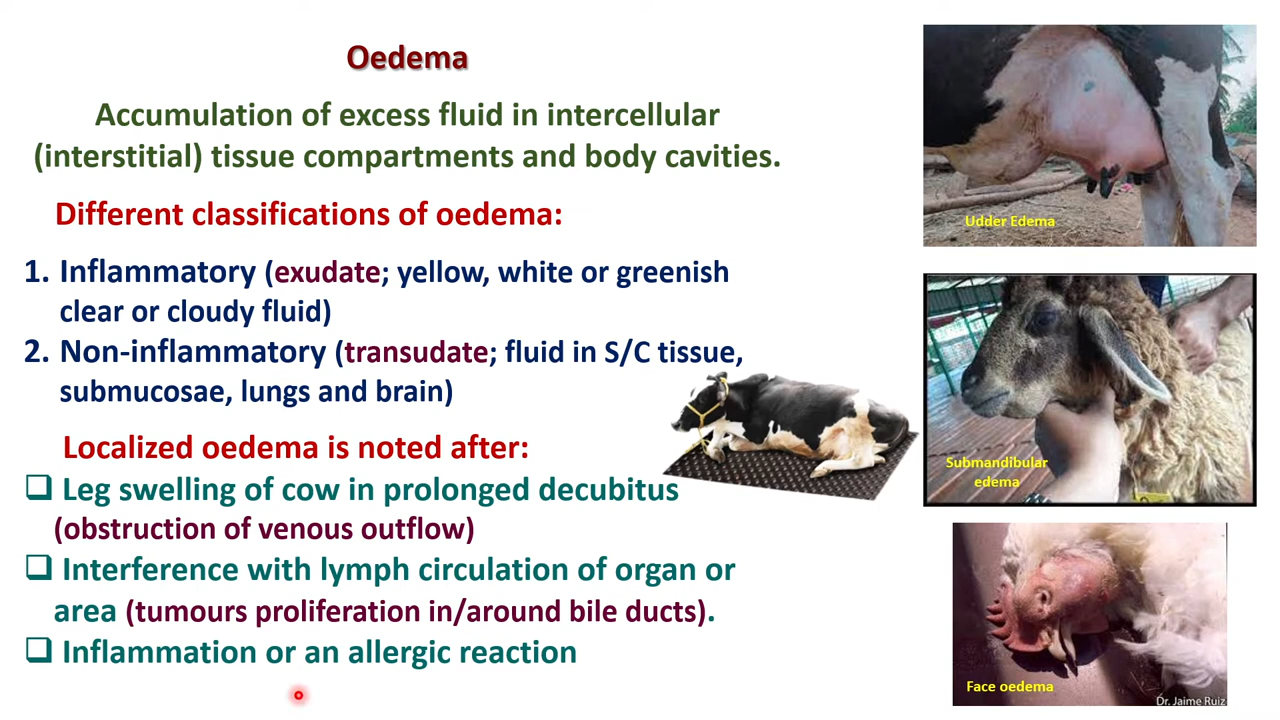 Oedema
Accumulation of excess fluid in intercellular
(interstitial) tissue compartments and body cavities.
Different classifications of oedema:
1. Inflammatory (exudate; yellow, white or greenish
clear or cloudy fluid)
2. Non-inflammatory (transudate; fluid in S/C tissue,
submucosae, lungs and brain)
Localized oedema is noted after:
❑ Leg swelling of cow in prolonged decubitus
(obstruction of venous outflow)
❑ Interference with lymph circulation of organ or
area (tumours proliferation in/around bile ducts).
❑ Inflammation or an allergic reaction
Udder Edema
Submandibular
edema
Face oedema
Dr. Jaime Ruiz